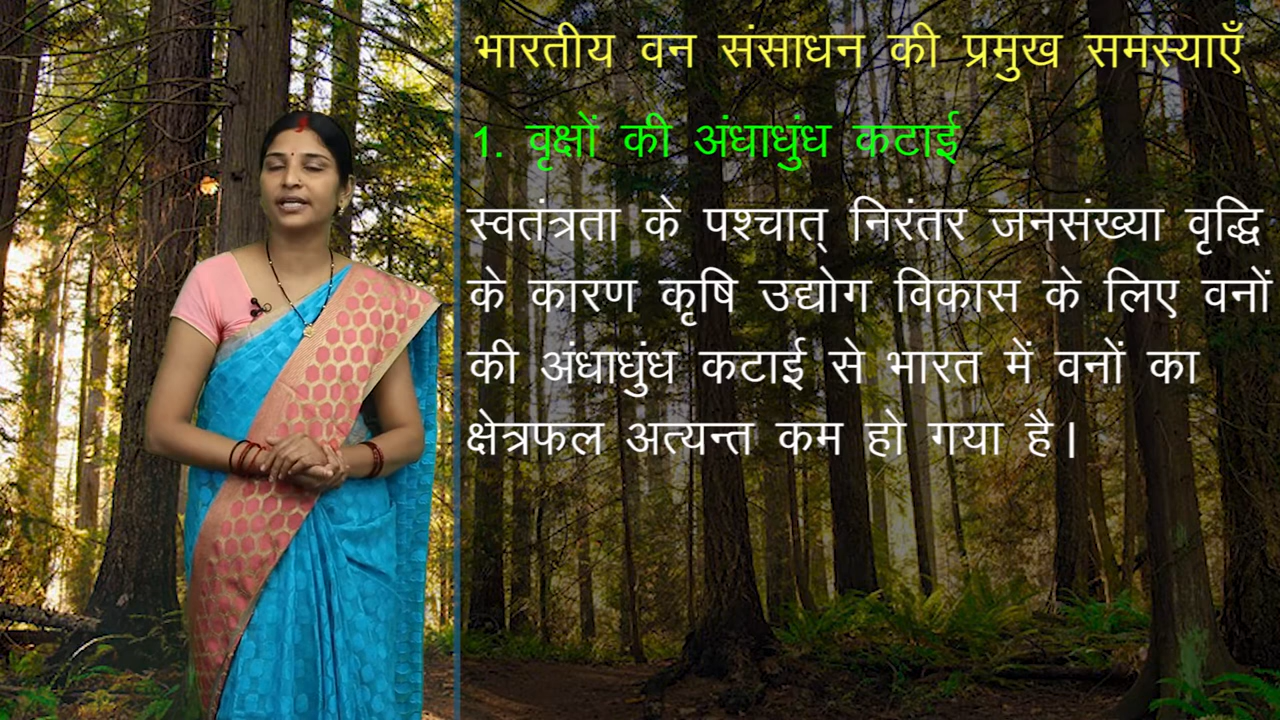 भारतीय वन संसाधन की प्रमुख समस्याएँ
1. वृक्षों की अंधाधुंध कटाई
स्वतंत्रता के पश्चात् निरंतर जनसंख्या वृद्धि
के कारण कृषि उद्योग विकास के लिए वनों
की अंधाधुंध कटाई से भारत में वनों का
क्षेत्रफल अत्यन्त कम हो गया है।